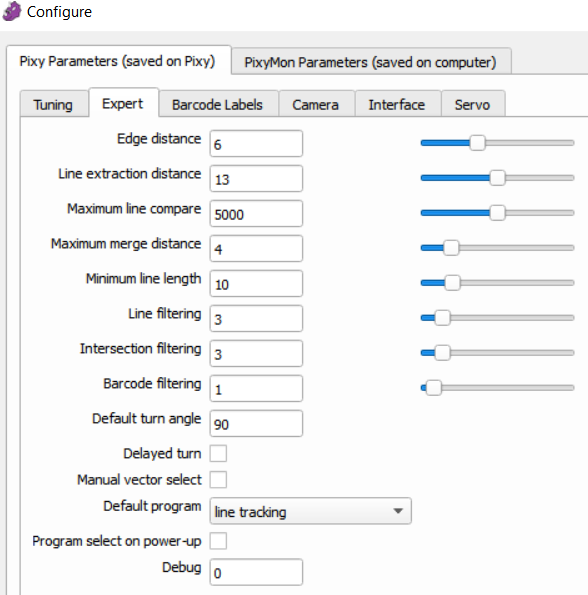 Configure
Pixy Parameters (saved on Pixy) PixyMon Parameters (saved on computer)
Tuning Expert Barcode Labels Camera Interface Servo
Edge distance 6
Line extraction distance 13
Maximum line compare 5000
Maximum merge distance 4
Minimum line length 10
Line filtering 3
Intersection filtering 3
Barcode filtering 1
Default turn angle 90
Delayed turn
Manual vector select
Default program line tracking
Program select on power-up
Debug 0